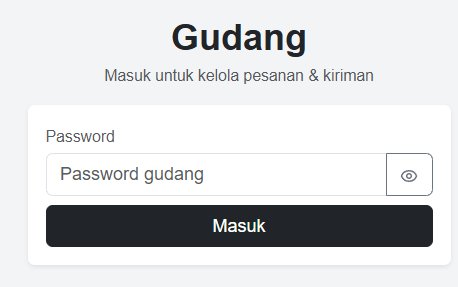 Gudang
Masuk untuk kelola pesanan & kiriman
Password
Password gudang
Masuk